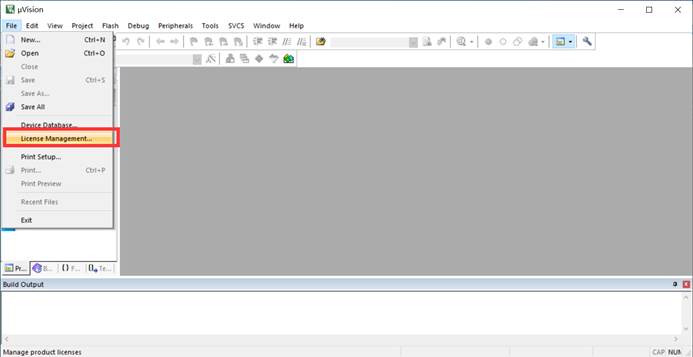 µVision
File Edit View Project Flash Debug Peripherals Tools SVCS Window Help
New... Ctrl+N
Open Ctrl+O
Close
Save Ctrl+S
Save As...
Save All
Device Database...
License Management...
Print Setup...
Print... Ctrl+P
Print Preview
Recent Files
Exit
Pr... B... {} F... Te...
Build Output
Manage product licenses CAP NUM